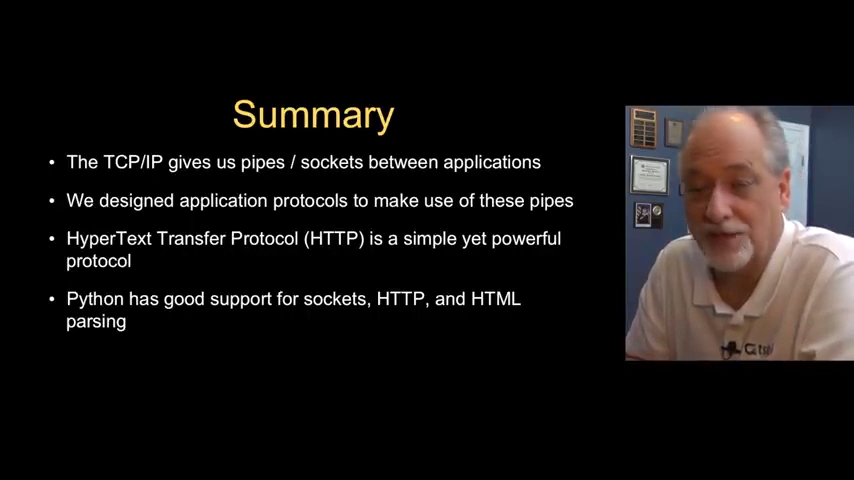 Summary
• The TCP/IP gives us pipes / sockets between applications
• We designed application protocols to make use of these pipes
• HyperText Transfer Protocol (HTTP) is a simple yet powerful
protocol
• Python has good support for sockets, HTTP, and HTML
parsing